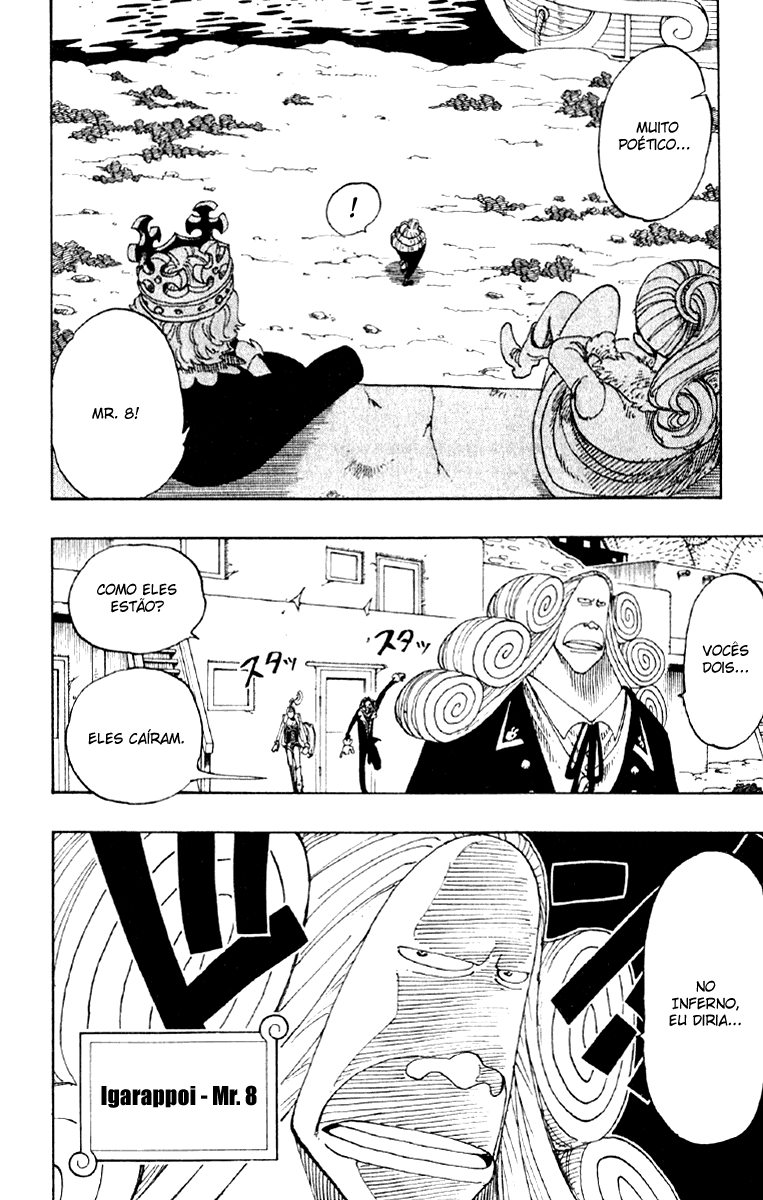 MUITO
POÉTICO...
!
MR. 8!
VOCÊS
DOIS...
COMO ELES
ESTÃO?
スタッ
スタッ
ELES CAÍRAM.
NO
INFERNO,
EU DIRIA...
Igarappoi - Mr. 8